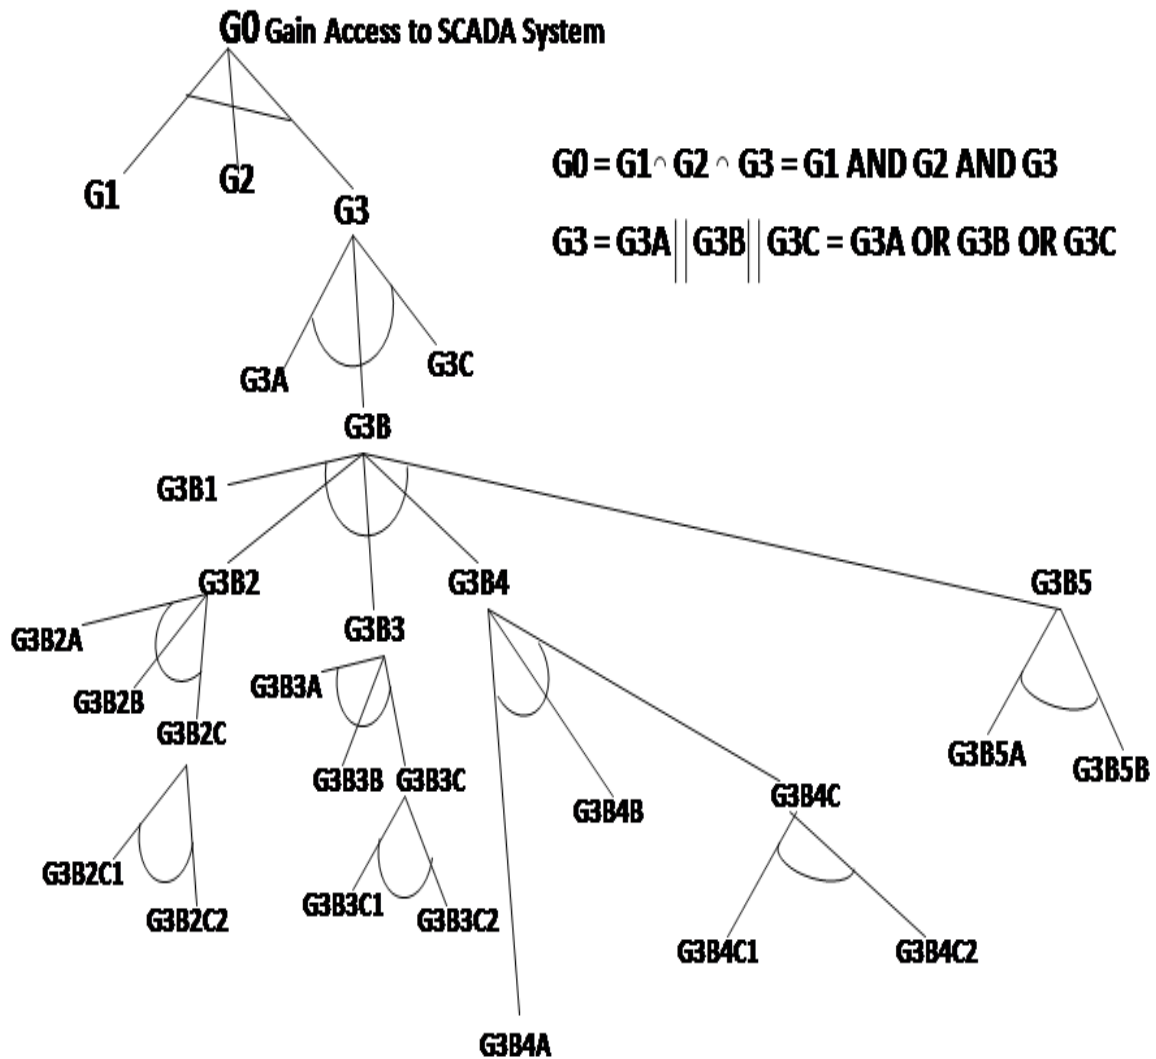 G0 Gain Access to SCADA System
G1
G2
G3
G0 = G1 ∩ G2 ∩ G3 = G1 AND G2 AND G3
G3 = G3A || G3B || G3C = G3A OR G3B OR G3C
G3A
G3C
G3B
G3B1
G3B2
G3B4
G3B5
G3B2A
G3B3
G3B2B
G3B3A
G3B2C
G3B5A
G3B5B
G3B3B
G3B3C
G3B4B
G3B4C
G3B2C1
G3B2C2
G3B3C1
G3B3C2
G3B4C1
G3B4C2
G3B4A